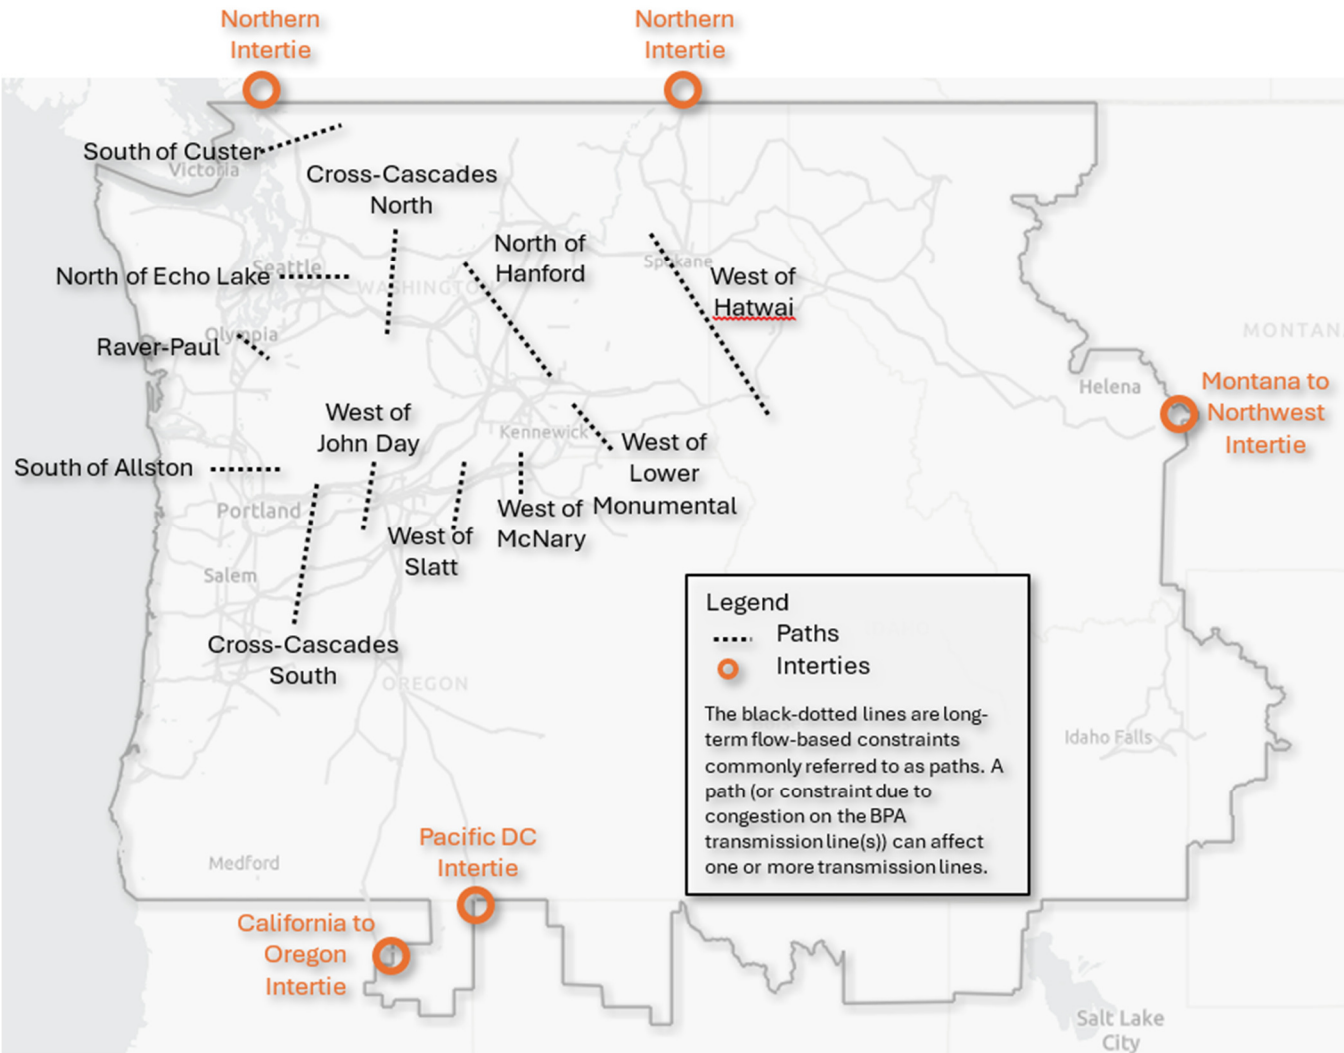 Northern
Intertie
Northern
Intertie
South of Custer
Victoria
Cross-Cascades
North
North of
Hanford
North of Echo Lake
Seattle
WASHINGTON
Spokane
West of
Hatwai
Raver-Paul
Olympia
MONTANA
Helena
Montana to
Northwest
Intertie
West of
John Day
Kennewick
West of
Lower
Monumental
South of Allston
Portland
West of
McNary
West of
Slatt
Salem
Cross-Cascades
South
OREGON
IDAHO
Legend
Paths
Interties
The black-dotted lines are long-
term flow-based constraints
commonly referred to as paths. A
path (or constraint due to
congestion on the BPA
transmission line(s)) can affect
one or more transmission lines.
Idaho Falls
Pacific DC
Intertie
Medford
California to
Oregon
Intertie
Salt Lake
City